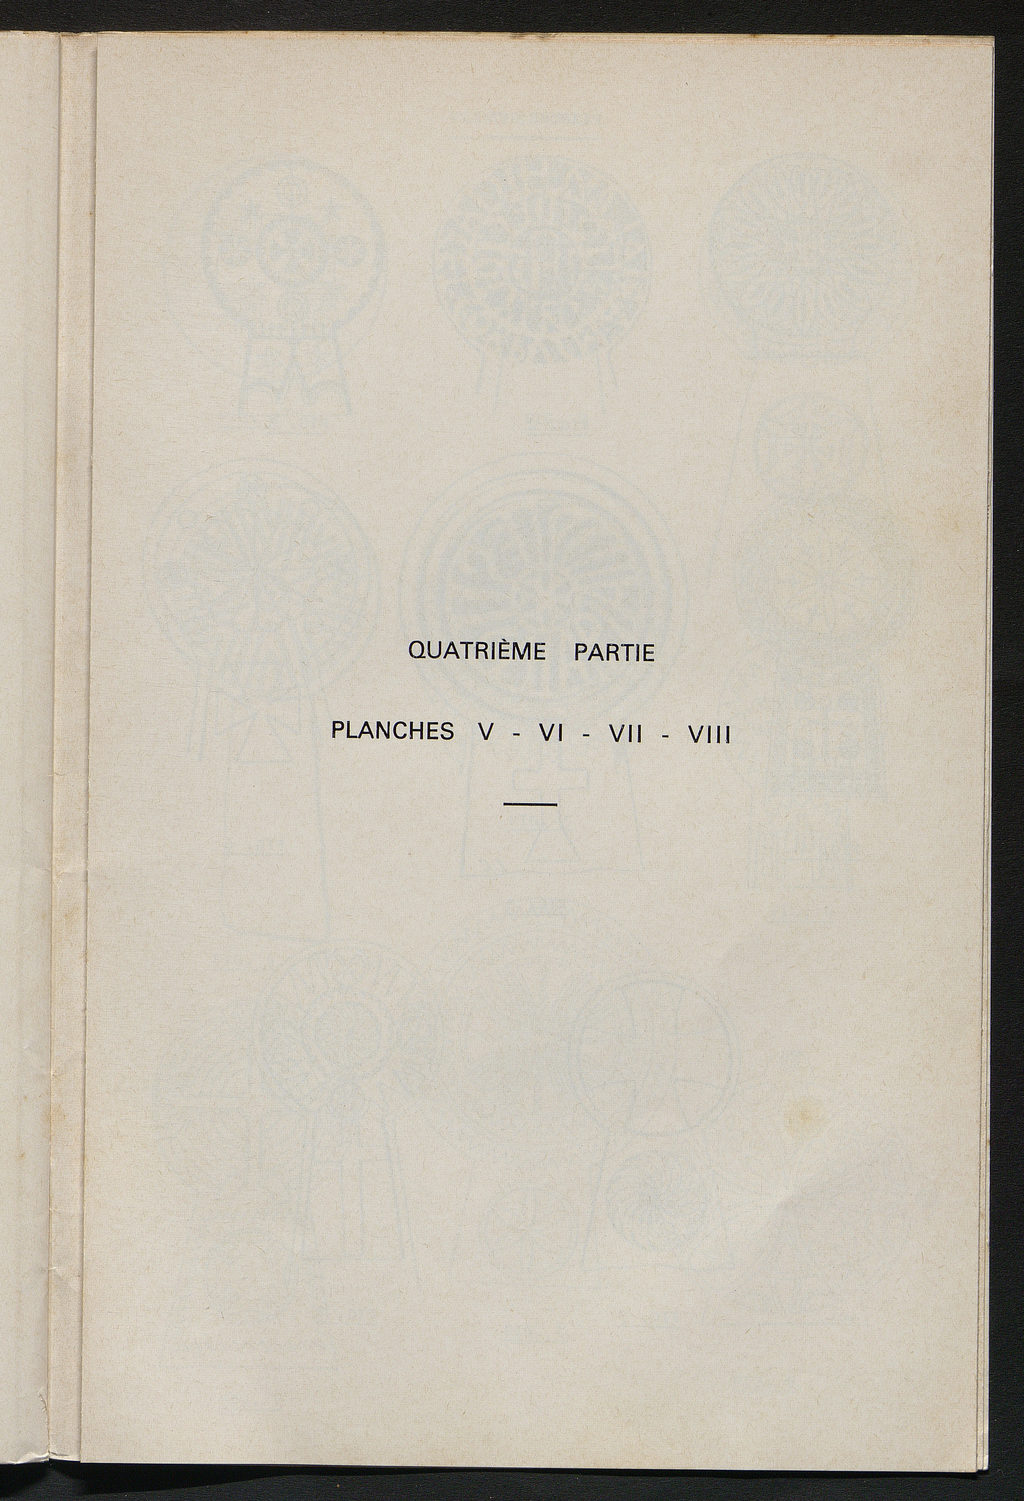 QUATRIÈME PARTIE
PLANCHES V - VI - VII - VIII